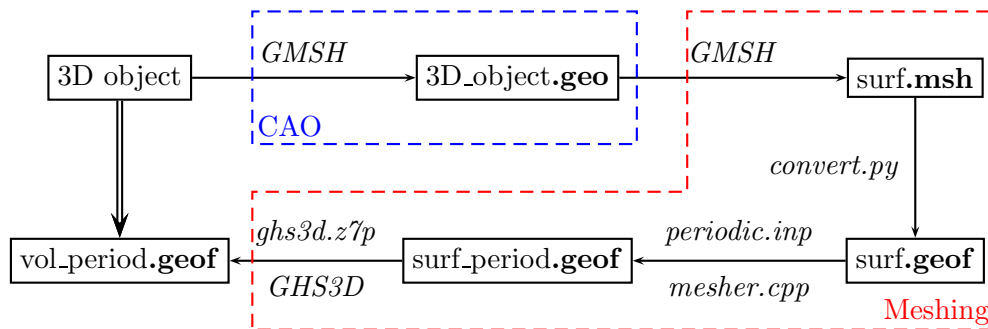 GMSH
GMSH
3D object
3D_object.geo
surf.msh
CAO
convert.py
ghs3d.z7p
periodic.inp
vol_period.geof
surf_period.geof
surf.geof
GHS3D
mesher.cpp
Meshing